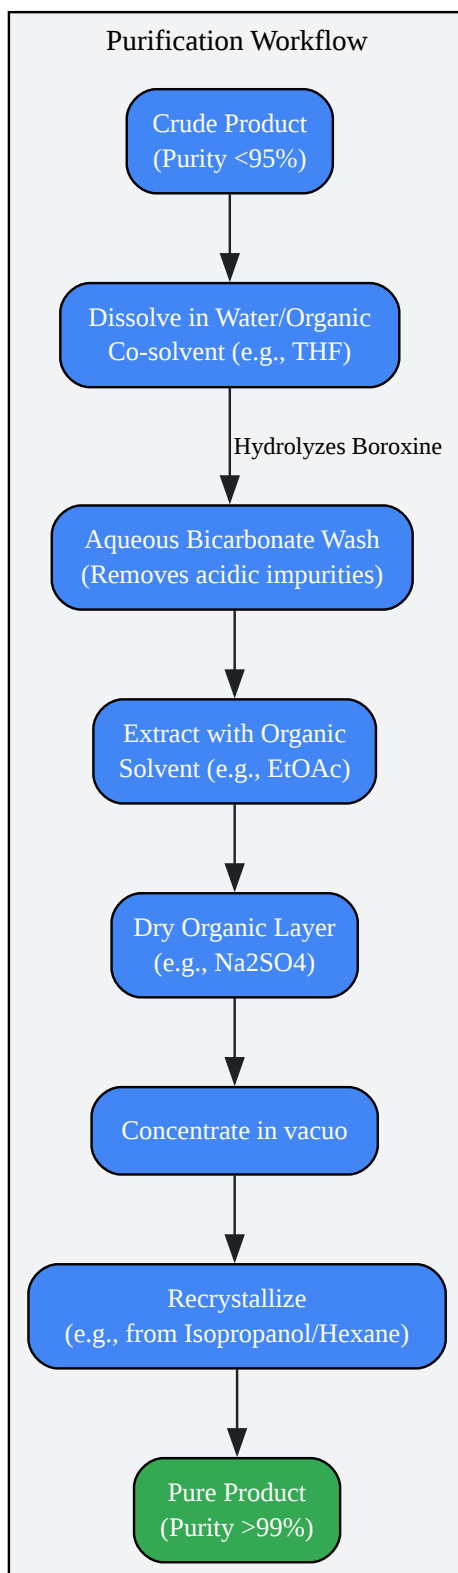 Purification Workflow
Crude Product
(Purity <95%)
Dissolve in Water/Organic
Co-solvent (e.g., THF)
Hydrolyzes Boroxine
Aqueous Bicarbonate Wash
(Removes acidic impurities)
Extract with Organic
Solvent (e.g., EtOAc)
Dry Organic Layer
(e.g., Na2SO4)
Concentrate in vacuo
Recrystallize
(e.g., from Isopropanol/Hexane)
Pure Product
(Purity >99%)